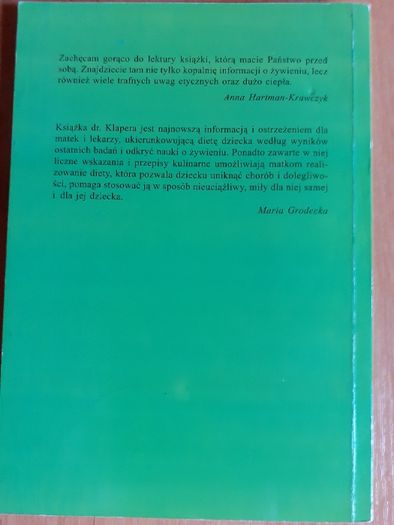 Zachęcam gorąco do lektury książki, którą macie Państwo przed
sobą. Znajdziecie tam nie tylko kopalnię informacji o żywieniu, lecz
również wiele trafnych uwag etycznych oraz dużo ciepła.
Anna Hartman-Krawczyk
Książka dr. Klapera jest najnowszą informacją i ostrzeżeniem dla
matek i lekarzy, ukierunkowującą dietę dziecka według wyników
ostatnich badań i odkryć nauki o żywieniu. Ponadto zawarte w niej
liczne wskazania i przepisy kulinarne umożliwiają matkom reali-
zowanie diety, która pozwala dziecku uniknąć chorób i dolegliwo-
ści, pomaga stosować ją w sposób nieuciążliwy, miły dla niej samej
i dla jej dziecka.
Maria Grodecka